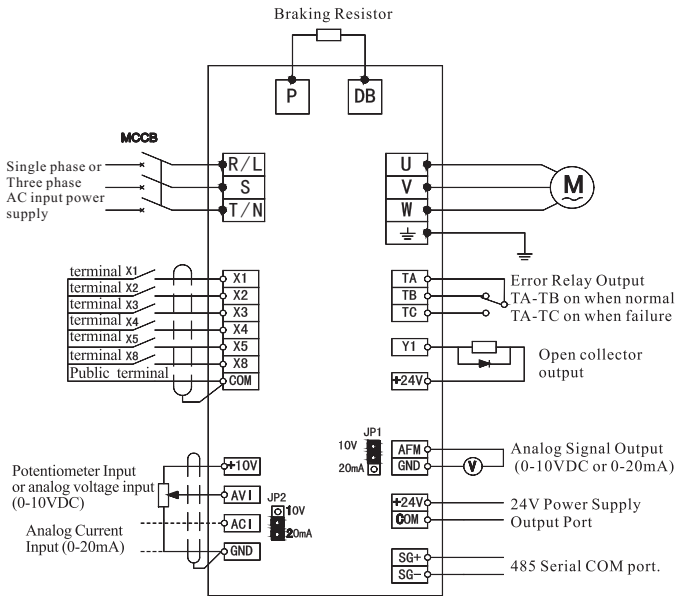 Braking Resistor
P
DB
MCCB
Single phase or
Three phase
AC input power
supply
R/L
S
T/N
U
V
W
M
terminal X1
terminal X2
terminal X3
terminal X4
terminal X5
terminal X8
Public terminal
X1
X2
X3
X4
X5
X8
COM
TA
TB
TC
Error Relay Output
TA-TB on when normal
TA-TC on when failure
Y1
+24V
Open collector
output
JP1
10V
20mA
AFM
GND
V
Analog Signal Output
(0-10VDC or 0-20mA)
Potentiometer Input
or analog voltage input
(0-10VDC)
Analog Current
Input (0-20mA)
+10V
AVI
ACI
GND
JP2
1 10V
2 20mA
+24V
COM
24V Power Supply
Output Port
SG+
SG-
485 Serial COM port.